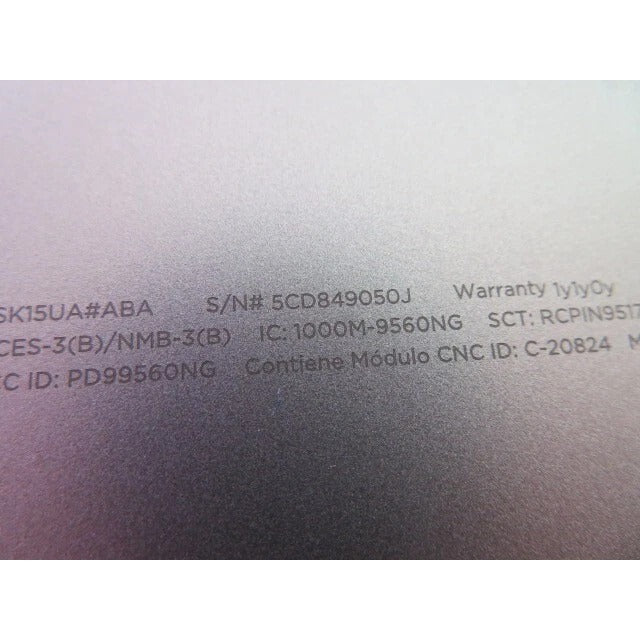 SK15UA#ABA S/N# 5CD849050J Warranty 1y1y0y
CES-3(B)/NMB-3(B) IC: 1000M-9560NG SCT: RCPIN9517
C ID: PD99560NG Contiene Módulo CNC ID: C-20824 M